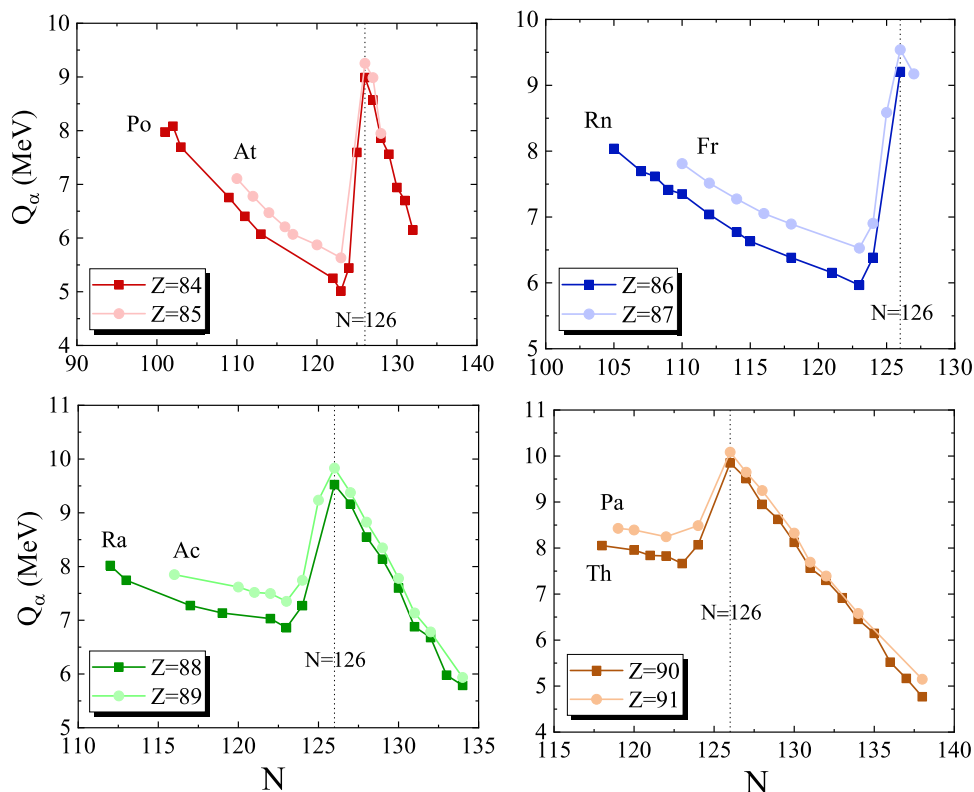 Q_α (MeV)
10
9
8
7
6
5
4
Po
At
Z=84
Z=85
N=126
90 100 110 120 130 140
10
9
8
7
6
5
Rn
Fr
Z=86
Z=87
N=126
100 105 110 115 120 125 130
Q_α (MeV)
11
10
9
8
7
6
5
Ra
Ac
Z=88
Z=89
N=126
110 115 120 125 130 135
N
11
10
9
8
7
6
5
4
Pa
Th
N=126
Z=90
Z=91
115 120 125 130 135 140
N